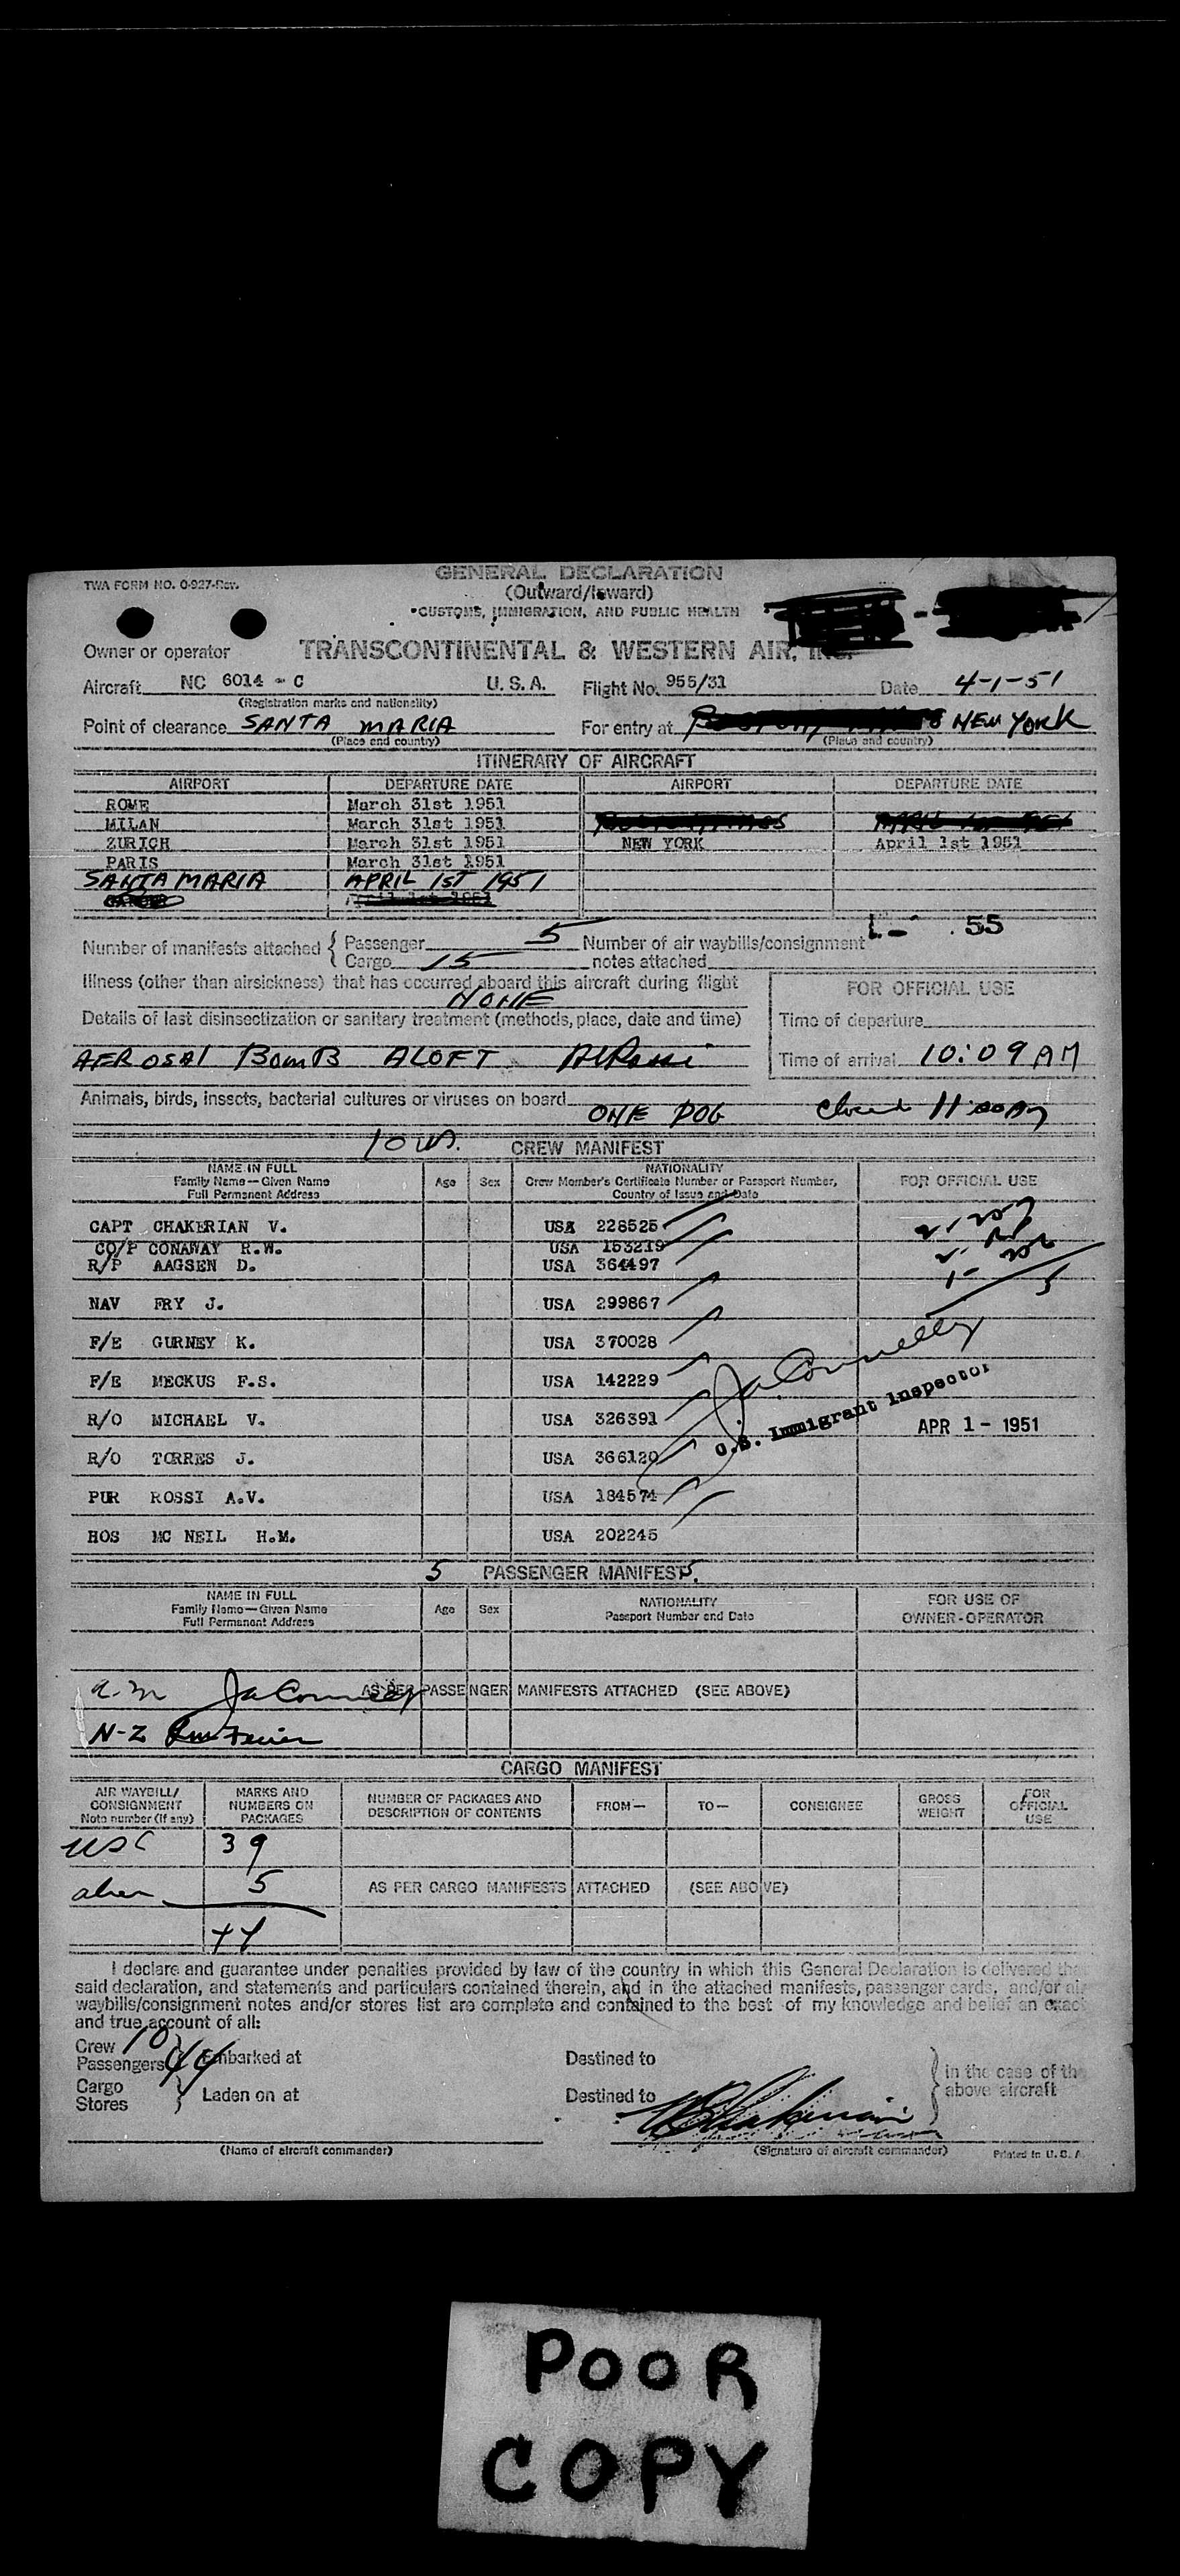 TWA FORM NO. O-927-Rev.
GENERAL DECLARATION
(Outward/Inward)
CUSTOMS, IMMIGRATION, AND PUBLIC HEALTH
Owner or operator TRANSCONTINENTAL & WESTERN AIR, INC.
Aircraft NC 6014 - C U. S. A. Flight No. 955/31 Date 4-1-51
(Registration marks and nationality)
Point of clearance SANTA MARIA For entry at NEW YORK
(Place and country) (Place and country)
ITINERARY OF AIRCRAFT
AIRPORT DEPARTURE DATE AIRPORT DEPARTURE DATE
ROME March 31st 1951
MILAN March 31st 1951
ZURICH March 31st 1951 NEW YORK April 1st 1951
PARIS March 31st 1951
SANTA MARIA APRIL 1ST 1951
April 1st 1951
Number of manifests attached { Passenger 5 Number of air waybills/consignment 55
Cargo 15 notes attached
Illness (other than airsickness) that has occurred aboard this aircraft during flight
NONE
FOR OFFICIAL USE
Details of last disinsectization or sanitary treatment (methods, place, date and time)
Time of departure
AEROSAL BOMB ALOFT Time of arrival 10:09 AM
Animals, birds, insects, bacterial cultures or viruses on board ONE DOG 11:00 AM
10 US. CREW MANIFEST
NAME IN FULL
Family Name—Given Name
Full Permanent Address
Age Sex
NATIONALITY
Crew Member's Certificate Number or Passport Number,
Country of Issue and Date
FOR OFFICIAL USE
CAPT CHAKERIAN V. USA 228525
CO/P CONAWAY R.W. USA 153219
R/P AAGSEN D. USA 364497
NAV FRY J. USA 299867
F/E GURNEY K. USA 370028
F/E MECKUS F.S. USA 142229
R/O MICHAEL V. USA 326391
R/O TORRES J. USA 366120
PUR ROSSI A.V. USA 184574
HOS MC NEIL H.M. USA 202245
Ja Connelly
U.S. Immigrant Inspector
APR 1 - 1951
5 PASSENGER MANIFEST 5.
NAME IN FULL
Family Name—Given Name
Full Permanent Address
Age Sex
NATIONALITY
Passport Number and Date
FOR USE OF
OWNER-OPERATOR
a-m Ja Connelly AS PER PASSENGER MANIFESTS ATTACHED (SEE ABOVE)
N-Z
CARGO MANIFEST
AIR WAYBILL/
CONSIGNMENT
Note number (if any)
MARKS AND
NUMBERS ON
PACKAGES
NUMBER OF PACKAGES AND
DESCRIPTION OF CONTENTS
FROM— TO— CONSIGNEE
GROSS
WEIGHT
FOR
OFFICIAL
USE
USC 39
alien 5 AS PER CARGO MANIFESTS ATTACHED (SEE ABOVE)
44
I declare and guarantee under penalties provided by law of the country in which this General Declaration is delivered that
said declaration, and statements and particulars contained therein, and in the attached manifests, passenger cards, and/or air
waybills/consignment notes and/or stores list are complete and contained to the best of my knowledge and belief an exact
and true account of all:
Crew 10
Passengers 44 Embarked at Destined to
Cargo
Stores Laden on at Destined to
in the case of the
above aircraft
(Name of aircraft commander) (Signature of aircraft commander) Printed in U. S. A.
POOR
COPY